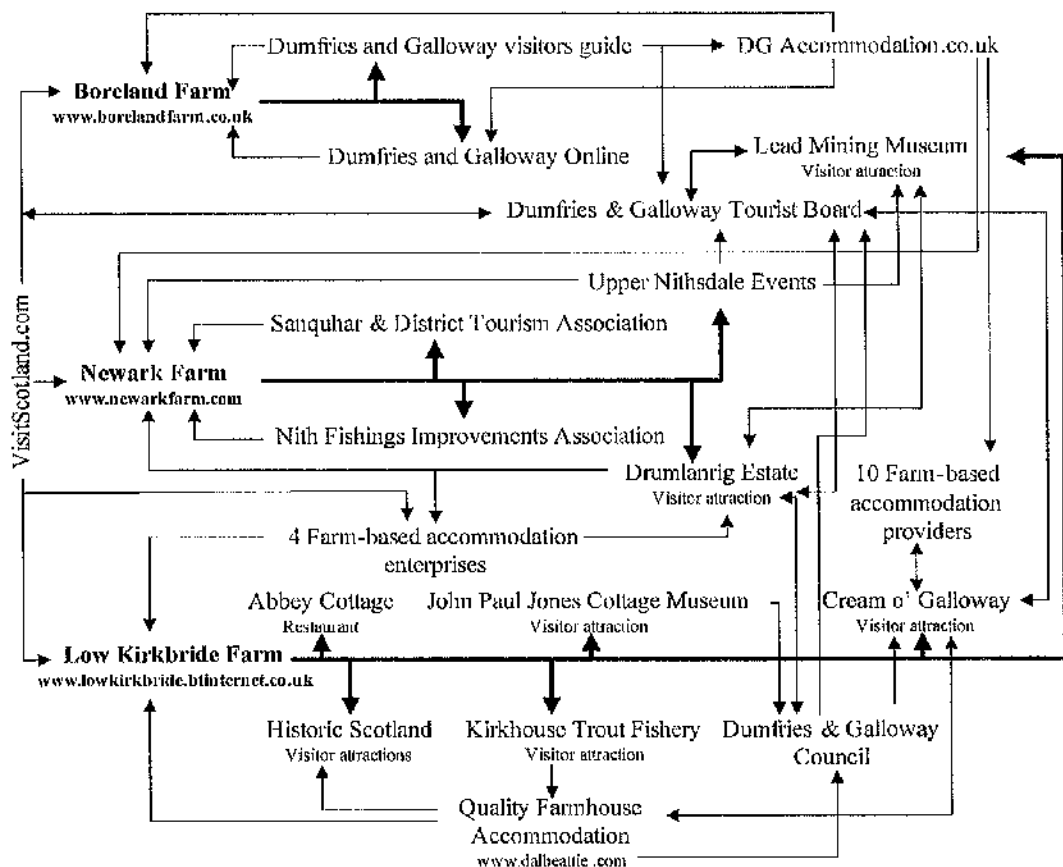 Dumfries and Galloway visitors guide
DG Accommodation.co.uk
Boreland Farm
www.borelandfarm.co.uk
Dumfries and Galloway Online
Lead Mining Museum
Visitor attraction
Dumfries & Galloway Tourist Board
Upper Nithsdale Events
Sanquhar & District Tourism Association
VisitScotland.com
Newark Farm
www.newarkfarm.com
Nith Fishings Improvements Association
Drumlanrig Estate
Visitor attraction
10 Farm-based
accommodation
providers
4 Farm-based accommodation
enterprises
Abbey Cottage
Restaurant
John Paul Jones Cottage Museum
Visitor attraction
Cream o' Galloway
Visitor attraction
Low Kirkbride Farm
www.lowkirkbride.btinternet.co.uk
Historic Scotland
Visitor attractions
Kirkhouse Trout Fishery
Visitor attraction
Dumfries & Galloway
Council
Quality Farmhouse
Accommodation
www.dalbeattie .com